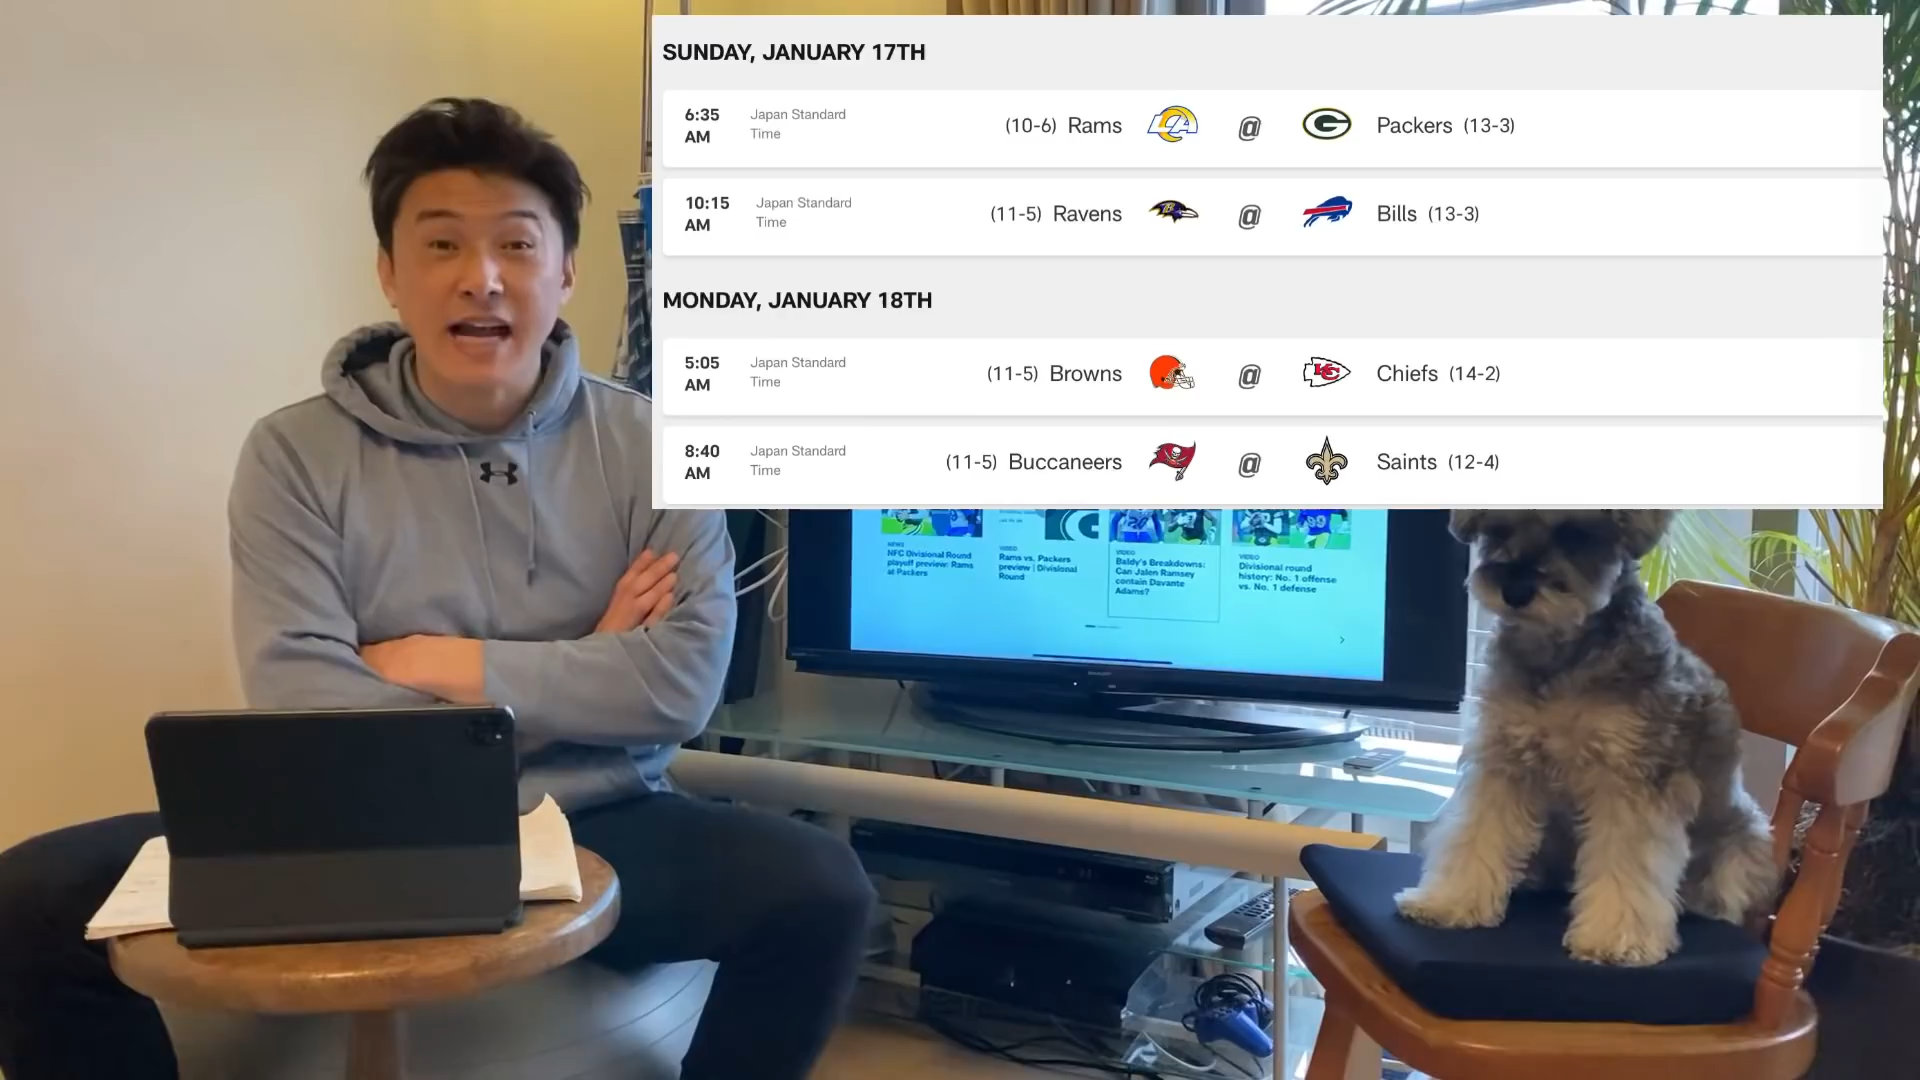 SUNDAY, JANUARY 17TH
6:35 AM Japan Standard Time (10-6) Rams @ Packers (13-3)
10:15 AM Japan Standard Time (11-5) Ravens @ Bills (13-3)
MONDAY, JANUARY 18TH
5:05 AM Japan Standard Time (11-5) Browns @ Chiefs (14-2)
8:40 AM Japan Standard Time (11-5) Buccaneers @ Saints (12-4)
NEWS
NFC Divisional Round
playoff preview: Rams
at Packers
VIDEO
Rams vs. Packers
preview | Divisional
Round
VIDEO
Baldy's Breakdowns:
Can Jalen Ramsey
contain Davante
Adams?
VIDEO
Divisional round
history: No. 1 offense
vs. No. 1 defense